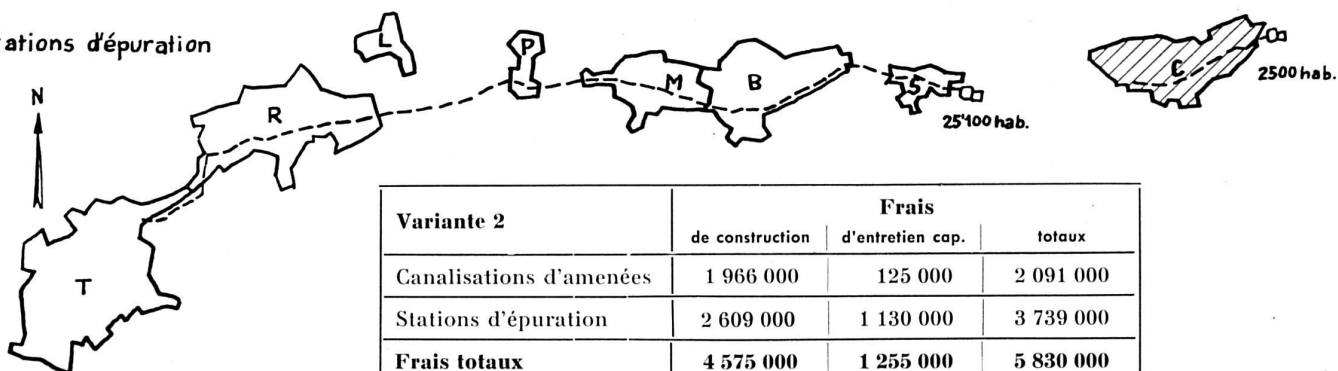 ations d'épuration
N
L
P
R
M
B
S
C
2500 hab.
25'100 hab.
T
Variante 2
Frais
de construction
d'entretien cap.
totaux
Canalisations d'amenées 1 966 000 125 000 2 091 000
Stations d'épuration 2 609 000 1 130 000 3 739 000
Frais totaux 4 575 000 1 255 000 5 830 000